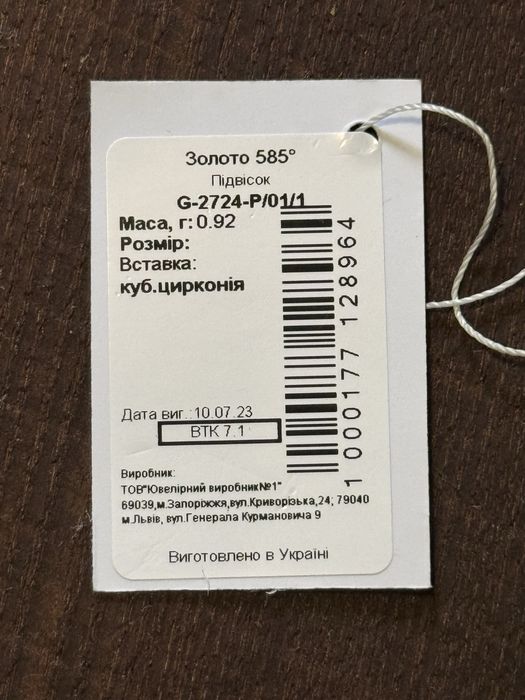 Золото 585°
Підвісок
G-2724-P/01/1
Маса, г: 0.92
Розмір:
Вставка:
куб.цирконія
1 000177 128964
Дата виг.:10.07.23
ВТК 7.1
Виробник:
ТОВ"Ювелірний виробник№1"
69039,м.Запоріжжя,вул.Криворізька,24; 79040
м.Львів, вул.Генерала Курмановича 9
Виготовлено в Україні